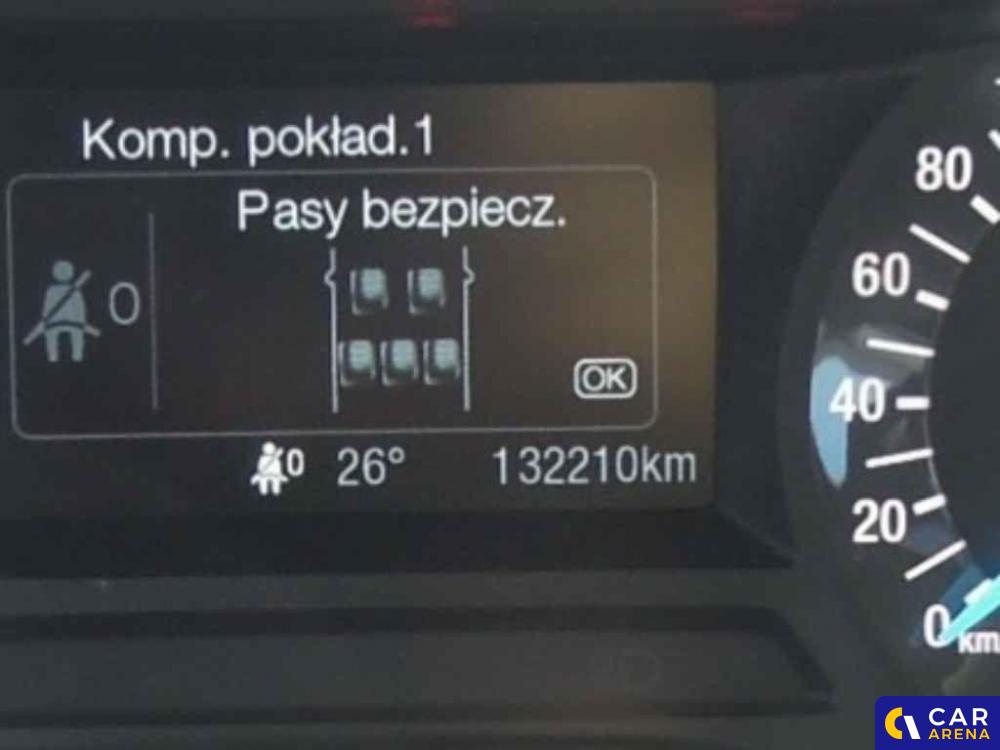 Komp. pokład.1
Pasy bezpiecz.
0
OK
0 26° 132210km
80
60
40
20
0
km
CAR
ARENA